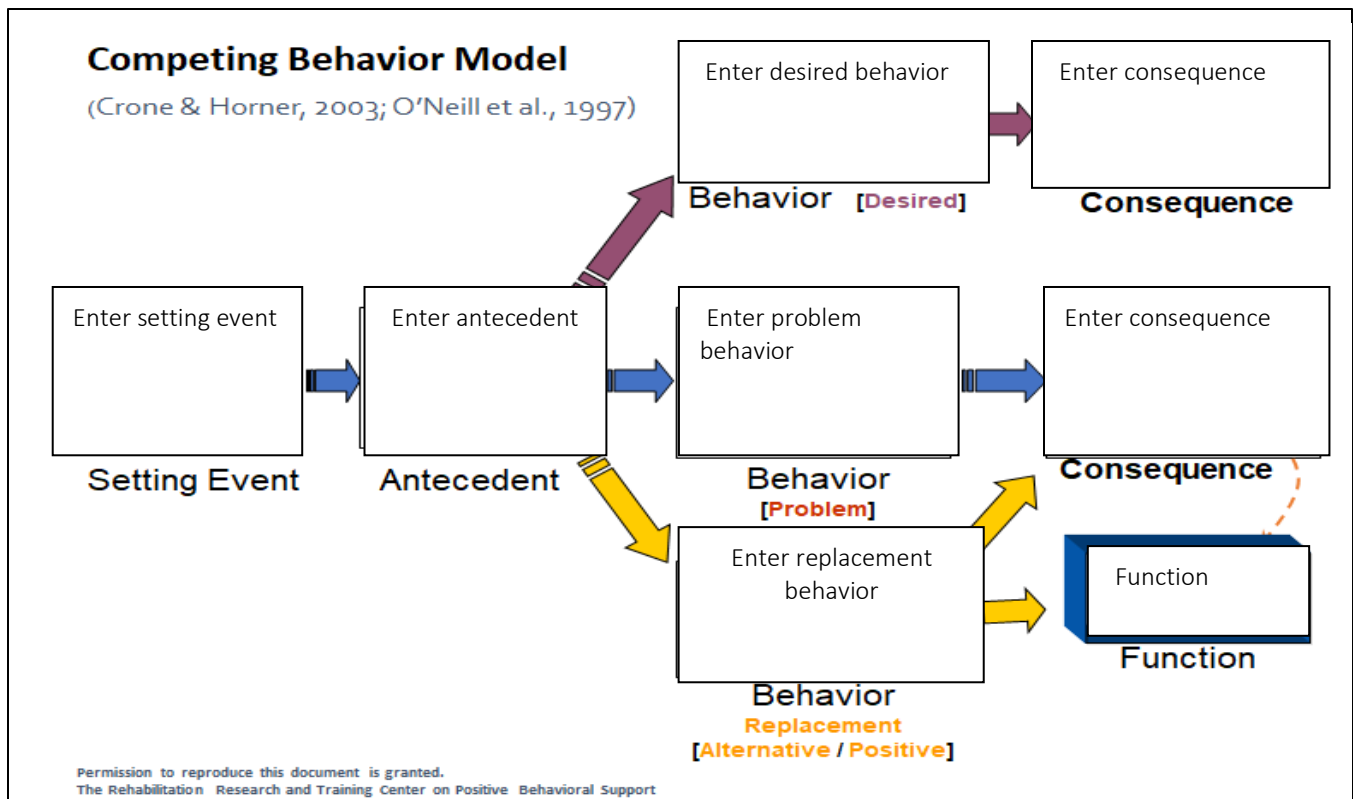 Competing Behavior Model
(Crone & Horner, 2003; O'Neill et al., 1997)
Enter desired behavior
Behavior [Desired]
Enter consequence
Consequence
Enter setting event
Setting Event
Enter antecedent
Antecedent
Enter problem
behavior
Behavior
[Problem]
Enter consequence
Consequence
Enter replacement
behavior
Behavior
Replacement
[Alternative / Positive]
Function
Function
Permission to reproduce this document is granted.
The Rehabilitation Research and Training Center on Positive Behavioral Support